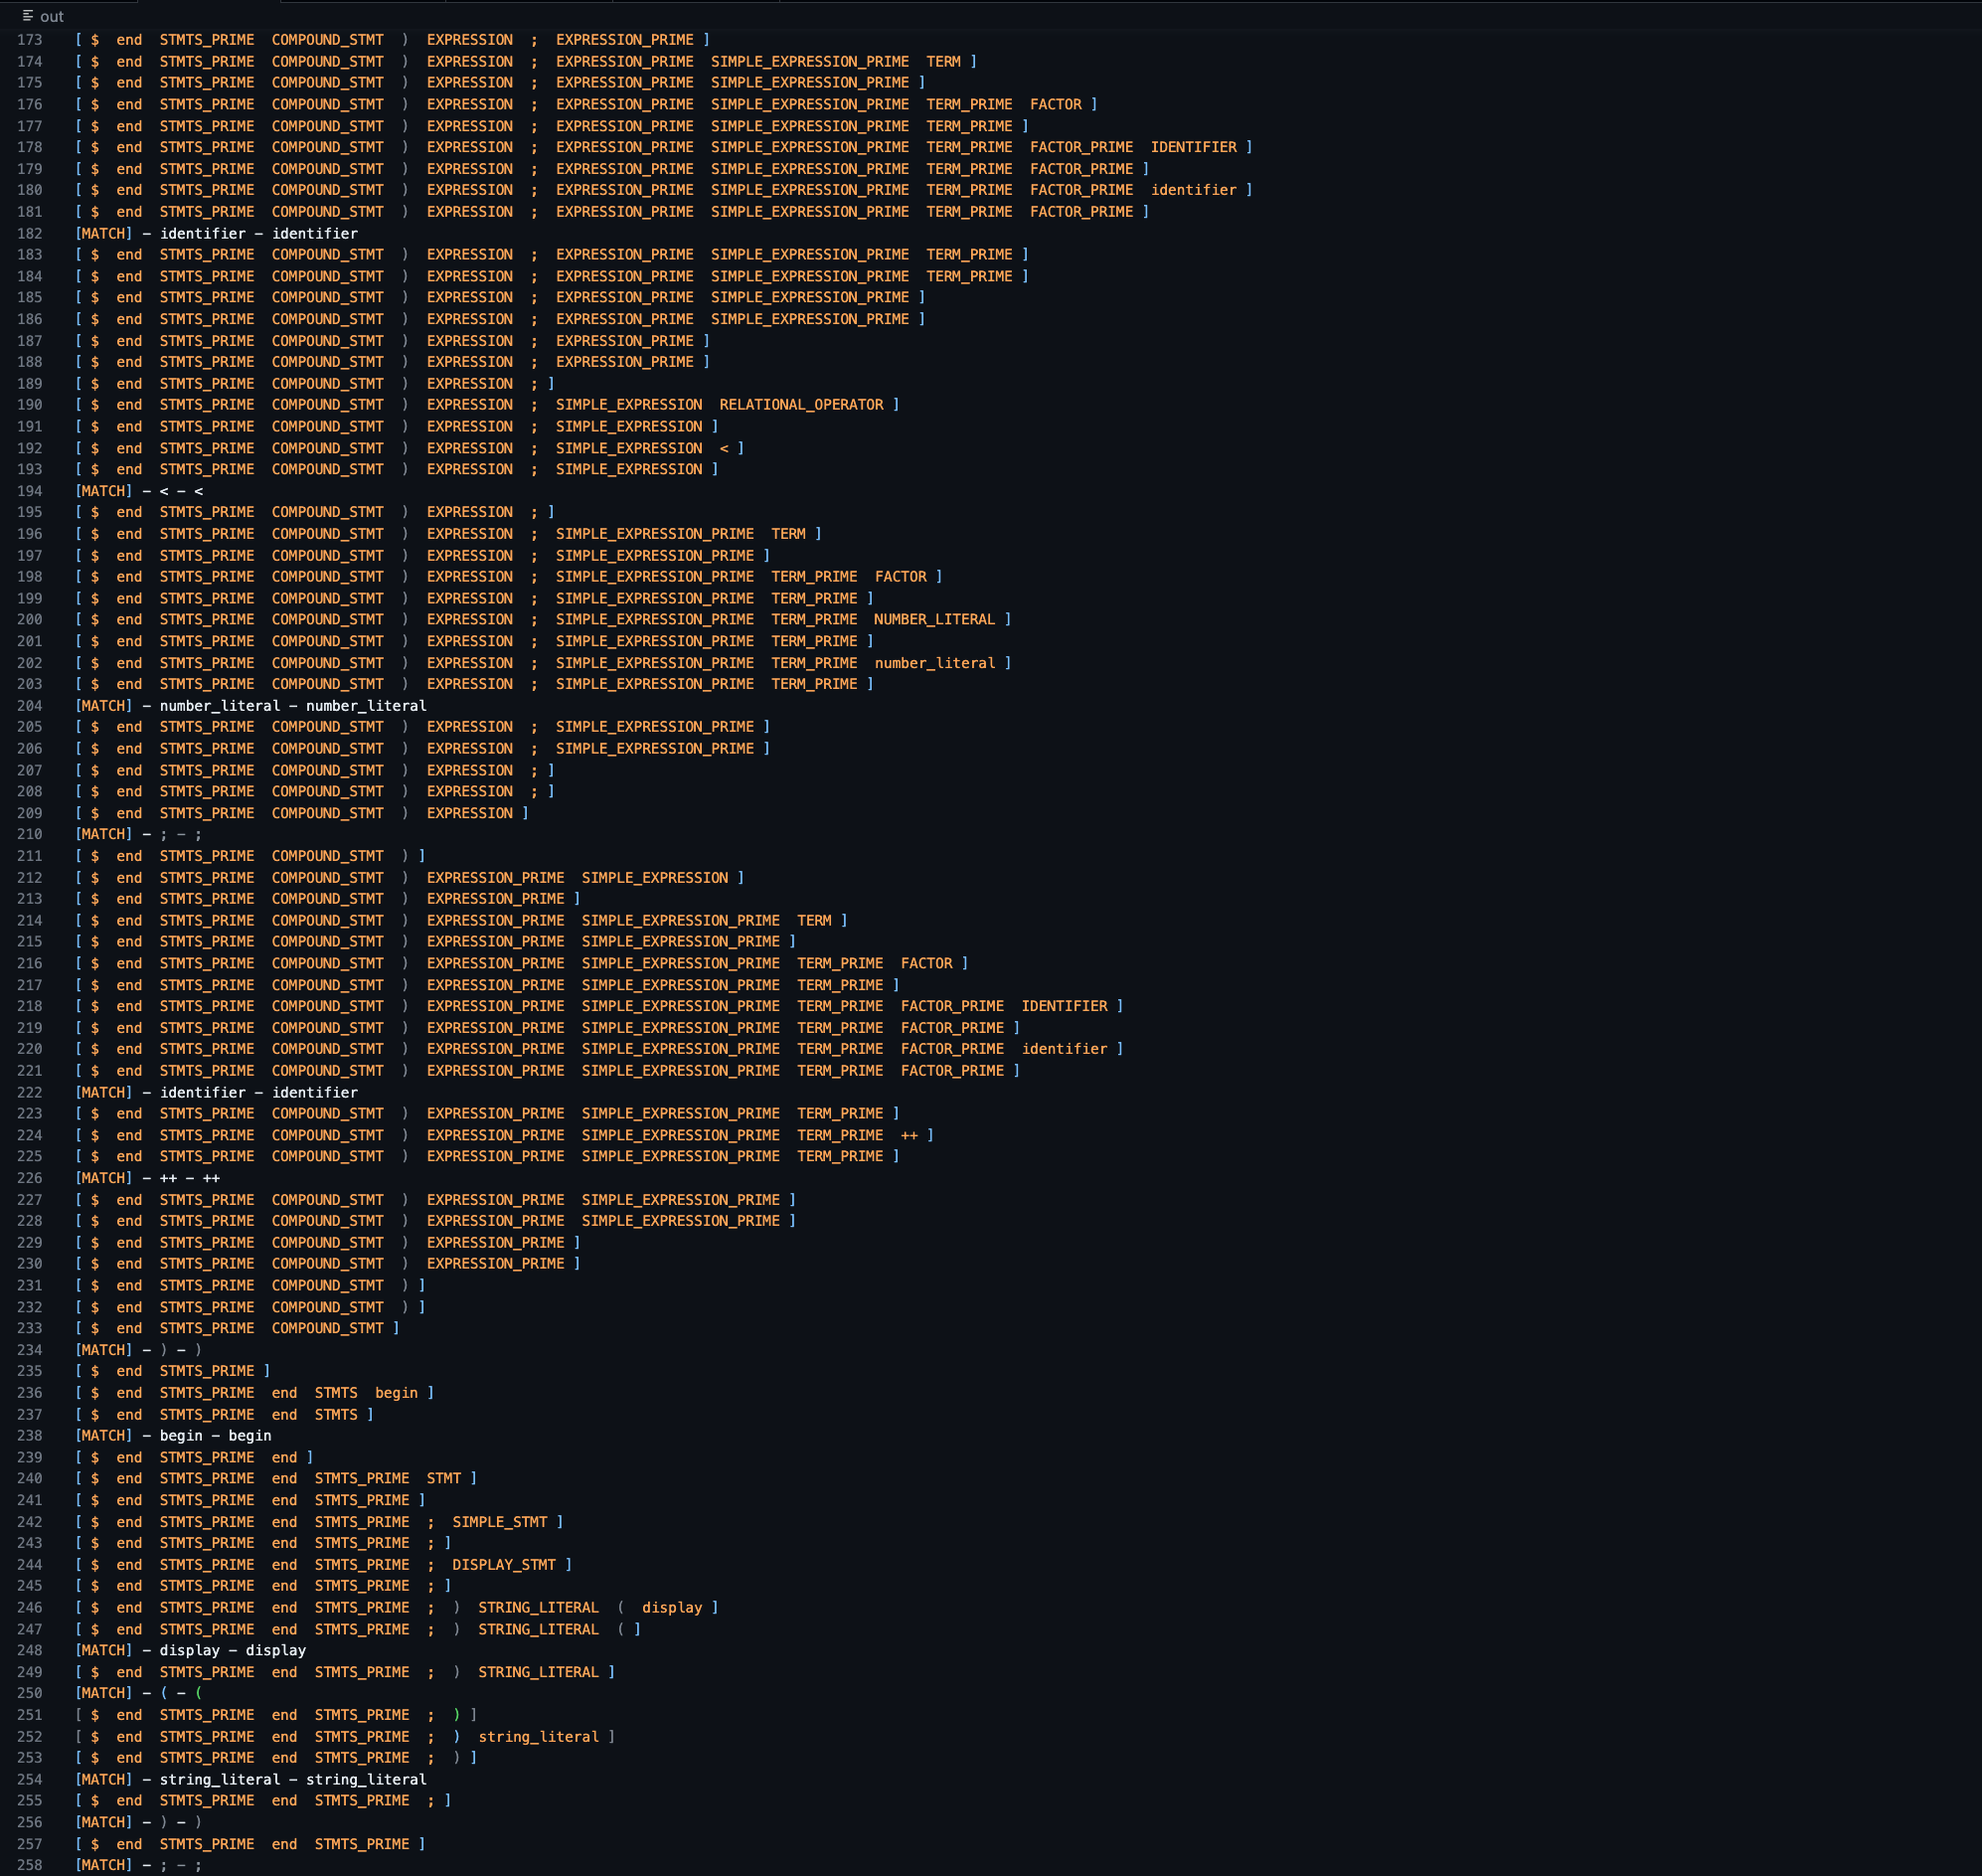 out
173 [ $ end STMTS_PRIME COMPOUND_STMT ) EXPRESSION ; EXPRESSION_PRIME ]
174 [ $ end STMTS_PRIME COMPOUND_STMT ) EXPRESSION ; EXPRESSION_PRIME SIMPLE_EXPRESSION_PRIME TERM ]
175 [ $ end STMTS_PRIME COMPOUND_STMT ) EXPRESSION ; EXPRESSION_PRIME SIMPLE_EXPRESSION_PRIME ]
176 [ $ end STMTS_PRIME COMPOUND_STMT ) EXPRESSION ; EXPRESSION_PRIME SIMPLE_EXPRESSION_PRIME TERM_PRIME FACTOR ]
177 [ $ end STMTS_PRIME COMPOUND_STMT ) EXPRESSION ; EXPRESSION_PRIME SIMPLE_EXPRESSION_PRIME TERM_PRIME ]
178 [ $ end STMTS_PRIME COMPOUND_STMT ) EXPRESSION ; EXPRESSION_PRIME SIMPLE_EXPRESSION_PRIME TERM_PRIME FACTOR_PRIME IDENTIFIER ]
179 [ $ end STMTS_PRIME COMPOUND_STMT ) EXPRESSION ; EXPRESSION_PRIME SIMPLE_EXPRESSION_PRIME TERM_PRIME FACTOR_PRIME ]
180 [ $ end STMTS_PRIME COMPOUND_STMT ) EXPRESSION ; EXPRESSION_PRIME SIMPLE_EXPRESSION_PRIME TERM_PRIME FACTOR_PRIME identifier ]
181 [ $ end STMTS_PRIME COMPOUND_STMT ) EXPRESSION ; EXPRESSION_PRIME SIMPLE_EXPRESSION_PRIME TERM_PRIME FACTOR_PRIME ]
182 [MATCH] – identifier – identifier
183 [ $ end STMTS_PRIME COMPOUND_STMT ) EXPRESSION ; EXPRESSION_PRIME SIMPLE_EXPRESSION_PRIME TERM_PRIME ]
184 [ $ end STMTS_PRIME COMPOUND_STMT ) EXPRESSION ; EXPRESSION_PRIME SIMPLE_EXPRESSION_PRIME TERM_PRIME ]
185 [ $ end STMTS_PRIME COMPOUND_STMT ) EXPRESSION ; EXPRESSION_PRIME SIMPLE_EXPRESSION_PRIME ]
186 [ $ end STMTS_PRIME COMPOUND_STMT ) EXPRESSION ; EXPRESSION_PRIME SIMPLE_EXPRESSION_PRIME ]
187 [ $ end STMTS_PRIME COMPOUND_STMT ) EXPRESSION ; EXPRESSION_PRIME ]
188 [ $ end STMTS_PRIME COMPOUND_STMT ) EXPRESSION ; EXPRESSION_PRIME ]
189 [ $ end STMTS_PRIME COMPOUND_STMT ) EXPRESSION ; ]
190 [ $ end STMTS_PRIME COMPOUND_STMT ) EXPRESSION ; SIMPLE_EXPRESSION RELATIONAL_OPERATOR ]
191 [ $ end STMTS_PRIME COMPOUND_STMT ) EXPRESSION ; SIMPLE_EXPRESSION ]
192 [ $ end STMTS_PRIME COMPOUND_STMT ) EXPRESSION ; SIMPLE_EXPRESSION < ]
193 [ $ end STMTS_PRIME COMPOUND_STMT ) EXPRESSION ; SIMPLE_EXPRESSION ]
194 [MATCH] – < – <
195 [ $ end STMTS_PRIME COMPOUND_STMT ) EXPRESSION ; ]
196 [ $ end STMTS_PRIME COMPOUND_STMT ) EXPRESSION ; SIMPLE_EXPRESSION_PRIME TERM ]
197 [ $ end STMTS_PRIME COMPOUND_STMT ) EXPRESSION ; SIMPLE_EXPRESSION_PRIME ]
198 [ $ end STMTS_PRIME COMPOUND_STMT ) EXPRESSION ; SIMPLE_EXPRESSION_PRIME TERM_PRIME FACTOR ]
199 [ $ end STMTS_PRIME COMPOUND_STMT ) EXPRESSION ; SIMPLE_EXPRESSION_PRIME TERM_PRIME ]
200 [ $ end STMTS_PRIME COMPOUND_STMT ) EXPRESSION ; SIMPLE_EXPRESSION_PRIME TERM_PRIME NUMBER_LITERAL ]
201 [ $ end STMTS_PRIME COMPOUND_STMT ) EXPRESSION ; SIMPLE_EXPRESSION_PRIME TERM_PRIME ]
202 [ $ end STMTS_PRIME COMPOUND_STMT ) EXPRESSION ; SIMPLE_EXPRESSION_PRIME TERM_PRIME number_literal ]
203 [ $ end STMTS_PRIME COMPOUND_STMT ) EXPRESSION ; SIMPLE_EXPRESSION_PRIME TERM_PRIME ]
204 [MATCH] – number_literal – number_literal
205 [ $ end STMTS_PRIME COMPOUND_STMT ) EXPRESSION ; SIMPLE_EXPRESSION_PRIME ]
206 [ $ end STMTS_PRIME COMPOUND_STMT ) EXPRESSION ; SIMPLE_EXPRESSION_PRIME ]
207 [ $ end STMTS_PRIME COMPOUND_STMT ) EXPRESSION ; ]
208 [ $ end STMTS_PRIME COMPOUND_STMT ) EXPRESSION ; ]
209 [ $ end STMTS_PRIME COMPOUND_STMT ) EXPRESSION ]
210 [MATCH] – ; – ;
211 [ $ end STMTS_PRIME COMPOUND_STMT ) ]
212 [ $ end STMTS_PRIME COMPOUND_STMT ) EXPRESSION_PRIME SIMPLE_EXPRESSION ]
213 [ $ end STMTS_PRIME COMPOUND_STMT ) EXPRESSION_PRIME ]
214 [ $ end STMTS_PRIME COMPOUND_STMT ) EXPRESSION_PRIME SIMPLE_EXPRESSION_PRIME TERM ]
215 [ $ end STMTS_PRIME COMPOUND_STMT ) EXPRESSION_PRIME SIMPLE_EXPRESSION_PRIME ]
216 [ $ end STMTS_PRIME COMPOUND_STMT ) EXPRESSION_PRIME SIMPLE_EXPRESSION_PRIME TERM_PRIME FACTOR ]
217 [ $ end STMTS_PRIME COMPOUND_STMT ) EXPRESSION_PRIME SIMPLE_EXPRESSION_PRIME TERM_PRIME ]
218 [ $ end STMTS_PRIME COMPOUND_STMT ) EXPRESSION_PRIME SIMPLE_EXPRESSION_PRIME TERM_PRIME FACTOR_PRIME IDENTIFIER ]
219 [ $ end STMTS_PRIME COMPOUND_STMT ) EXPRESSION_PRIME SIMPLE_EXPRESSION_PRIME TERM_PRIME FACTOR_PRIME ]
220 [ $ end STMTS_PRIME COMPOUND_STMT ) EXPRESSION_PRIME SIMPLE_EXPRESSION_PRIME TERM_PRIME FACTOR_PRIME identifier ]
221 [ $ end STMTS_PRIME COMPOUND_STMT ) EXPRESSION_PRIME SIMPLE_EXPRESSION_PRIME TERM_PRIME FACTOR_PRIME ]
222 [MATCH] – identifier – identifier
223 [ $ end STMTS_PRIME COMPOUND_STMT ) EXPRESSION_PRIME SIMPLE_EXPRESSION_PRIME TERM_PRIME ]
224 [ $ end STMTS_PRIME COMPOUND_STMT ) EXPRESSION_PRIME SIMPLE_EXPRESSION_PRIME TERM_PRIME ++ ]
225 [ $ end STMTS_PRIME COMPOUND_STMT ) EXPRESSION_PRIME SIMPLE_EXPRESSION_PRIME TERM_PRIME ]
226 [MATCH] – ++ – ++
227 [ $ end STMTS_PRIME COMPOUND_STMT ) EXPRESSION_PRIME SIMPLE_EXPRESSION_PRIME ]
228 [ $ end STMTS_PRIME COMPOUND_STMT ) EXPRESSION_PRIME SIMPLE_EXPRESSION_PRIME ]
229 [ $ end STMTS_PRIME COMPOUND_STMT ) EXPRESSION_PRIME ]
230 [ $ end STMTS_PRIME COMPOUND_STMT ) EXPRESSION_PRIME ]
231 [ $ end STMTS_PRIME COMPOUND_STMT ) ]
232 [ $ end STMTS_PRIME COMPOUND_STMT ) ]
233 [ $ end STMTS_PRIME COMPOUND_STMT ]
234 [MATCH] – ) – )
235 [ $ end STMTS_PRIME ]
236 [ $ end STMTS_PRIME end STMTS begin ]
237 [ $ end STMTS_PRIME end STMTS ]
238 [MATCH] – begin – begin
239 [ $ end STMTS_PRIME end ]
240 [ $ end STMTS_PRIME end STMTS_PRIME STMT ]
241 [ $ end STMTS_PRIME end STMTS_PRIME ]
242 [ $ end STMTS_PRIME end STMTS_PRIME ; SIMPLE_STMT ]
243 [ $ end STMTS_PRIME end STMTS_PRIME ; ]
244 [ $ end STMTS_PRIME end STMTS_PRIME ; DISPLAY_STMT ]
245 [ $ end STMTS_PRIME end STMTS_PRIME ; ]
246 [ $ end STMTS_PRIME end STMTS_PRIME ; ) STRING_LITERAL ( display ]
247 [ $ end STMTS_PRIME end STMTS_PRIME ; ) STRING_LITERAL ( ]
248 [MATCH] – display – display
249 [ $ end STMTS_PRIME end STMTS_PRIME ; ) STRING_LITERAL ]
250 [MATCH] – ( – (
251 [ $ end STMTS_PRIME end STMTS_PRIME ; ) ]
252 [ $ end STMTS_PRIME end STMTS_PRIME ; ) string_literal ]
253 [ $ end STMTS_PRIME end STMTS_PRIME ; ) ]
254 [MATCH] – string_literal – string_literal
255 [ $ end STMTS_PRIME end STMTS_PRIME ; ]
256 [MATCH] – ) – )
257 [ $ end STMTS_PRIME end STMTS_PRIME ]
258 [MATCH] – ; – ;